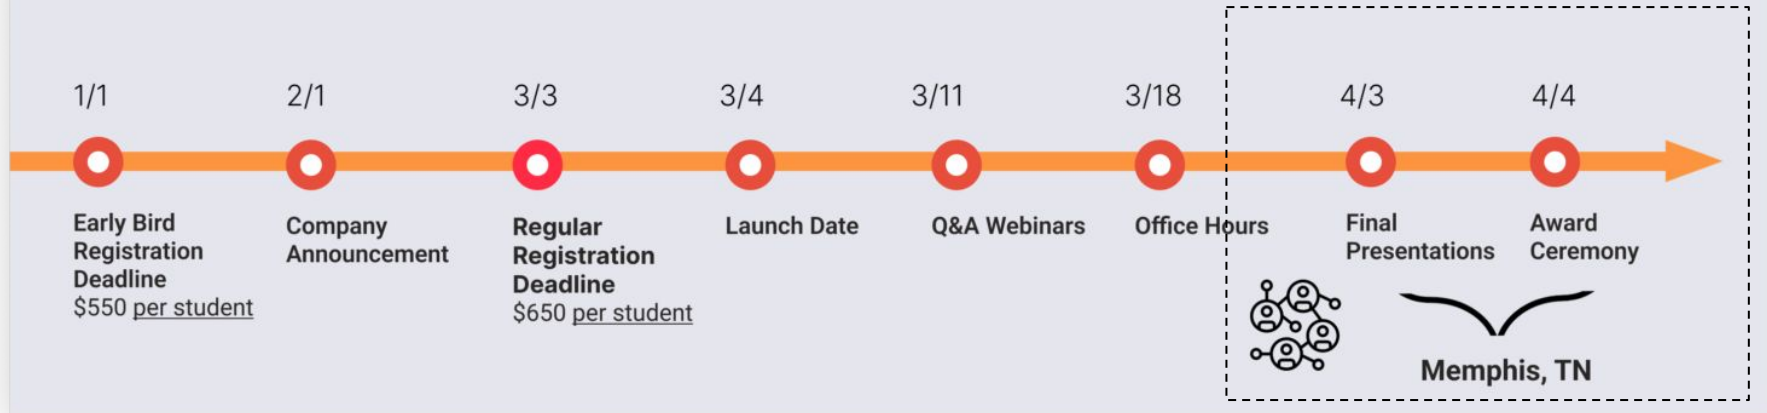 1/1
2/1
3/3
3/4
3/11
3/18
4/3
4/4
Early Bird
Registration
Deadline
$550 per student
Company
Announcement
Regular
Registration
Deadline
$650 per student
Launch Date
Q&A Webinars
Office Hours
Final
Presentations
Award
Ceremony
Memphis, TN